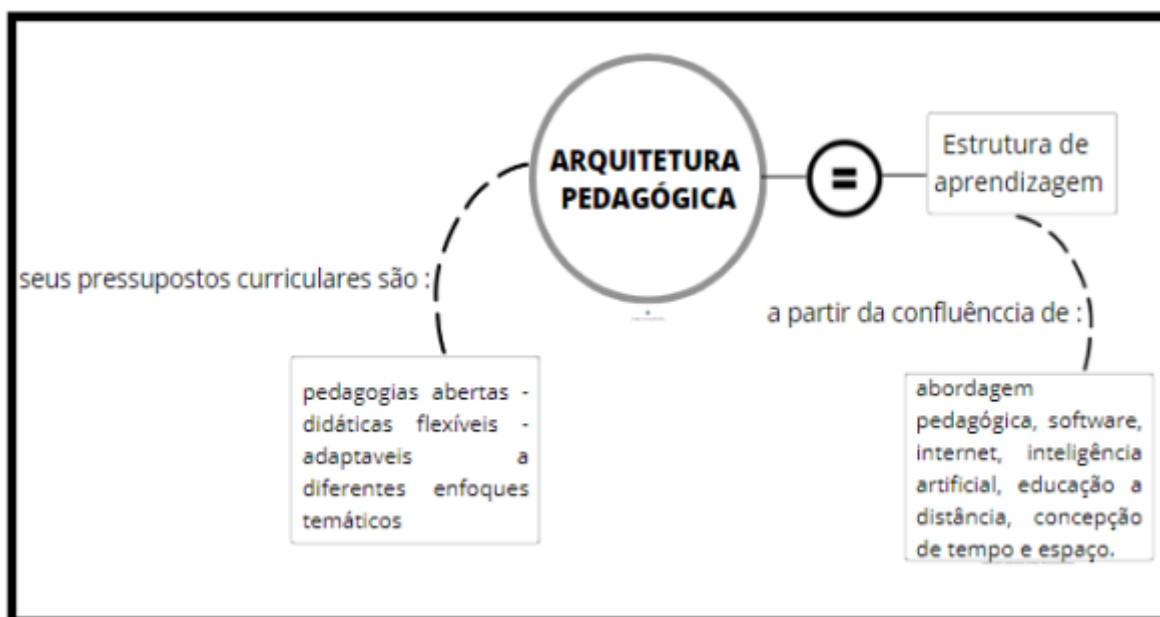 ARQUITETURA
PEDAGÓGICA
=
Estrutura de
aprendizagem
seus pressupostos curriculares são :
a partir da confluênccia de :
pedagogias abertas -
didáticas flexíveis -
adaptaveis a
diferentes enfoques
temáticos
abordagem
pedagógica, software,
internet, inteligência
artificial, educação a
distância, concepção
de tempo e espaço.